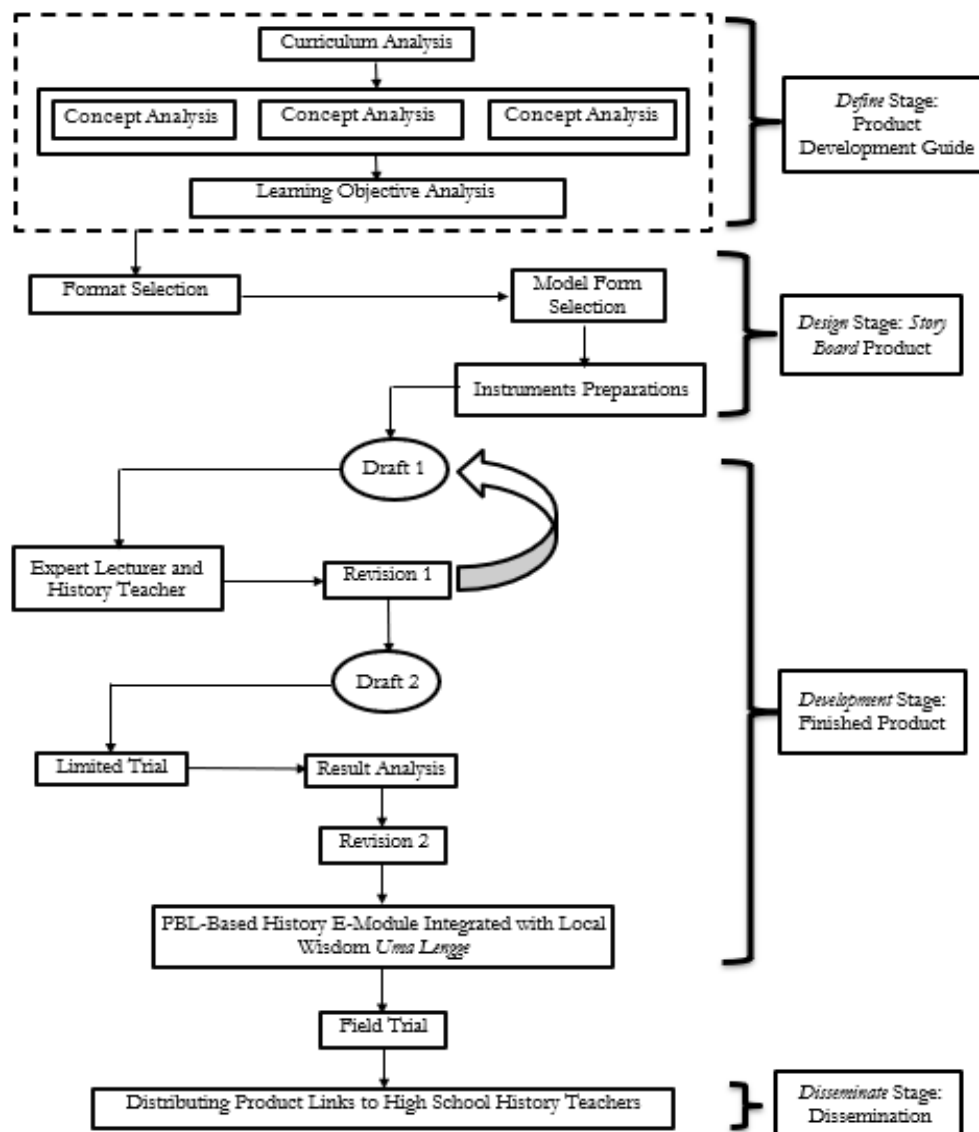 Curriculum Analysis
Concept Analysis
Concept Analysis
Concept Analysis
Learning Objective Analysis
Define Stage:
Product
Development Guide
Format Selection
Model Form
Selection
Instruments Preparations
Design Stage: Story
Board Product
Draft 1
Expert Lecturer and
History Teacher
Revision 1
Draft 2
Limited Trial
Result Analysis
Revision 2
PBL-Based History E-Module Integrated with Local
Wisdom Uma Lengge
Development Stage:
Finished Product
Field Trial
Distributing Product Links to High School History Teachers
Disseminate Stage:
Dissemination